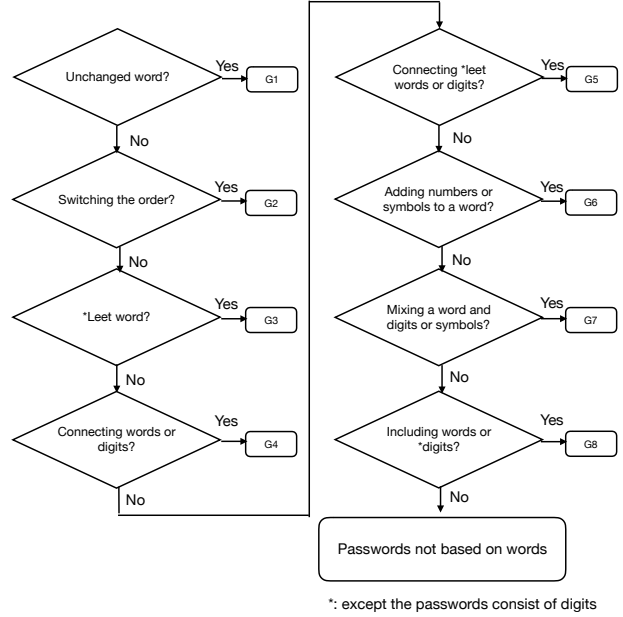 Unchanged word?
Yes
G1
No
Switching the order?
Yes
G2
No
*Leet word?
Yes
G3
No
Connecting words or
digits?
Yes
G4
No
Connecting *leet
words or digits?
Yes
G5
No
Adding numbers or
symbols to a word?
Yes
G6
No
Mixing a word and
digits or symbols?
Yes
G7
No
Including words or
*digits?
Yes
G8
No
Passwords not based on words
*: except the passwords consist of digits